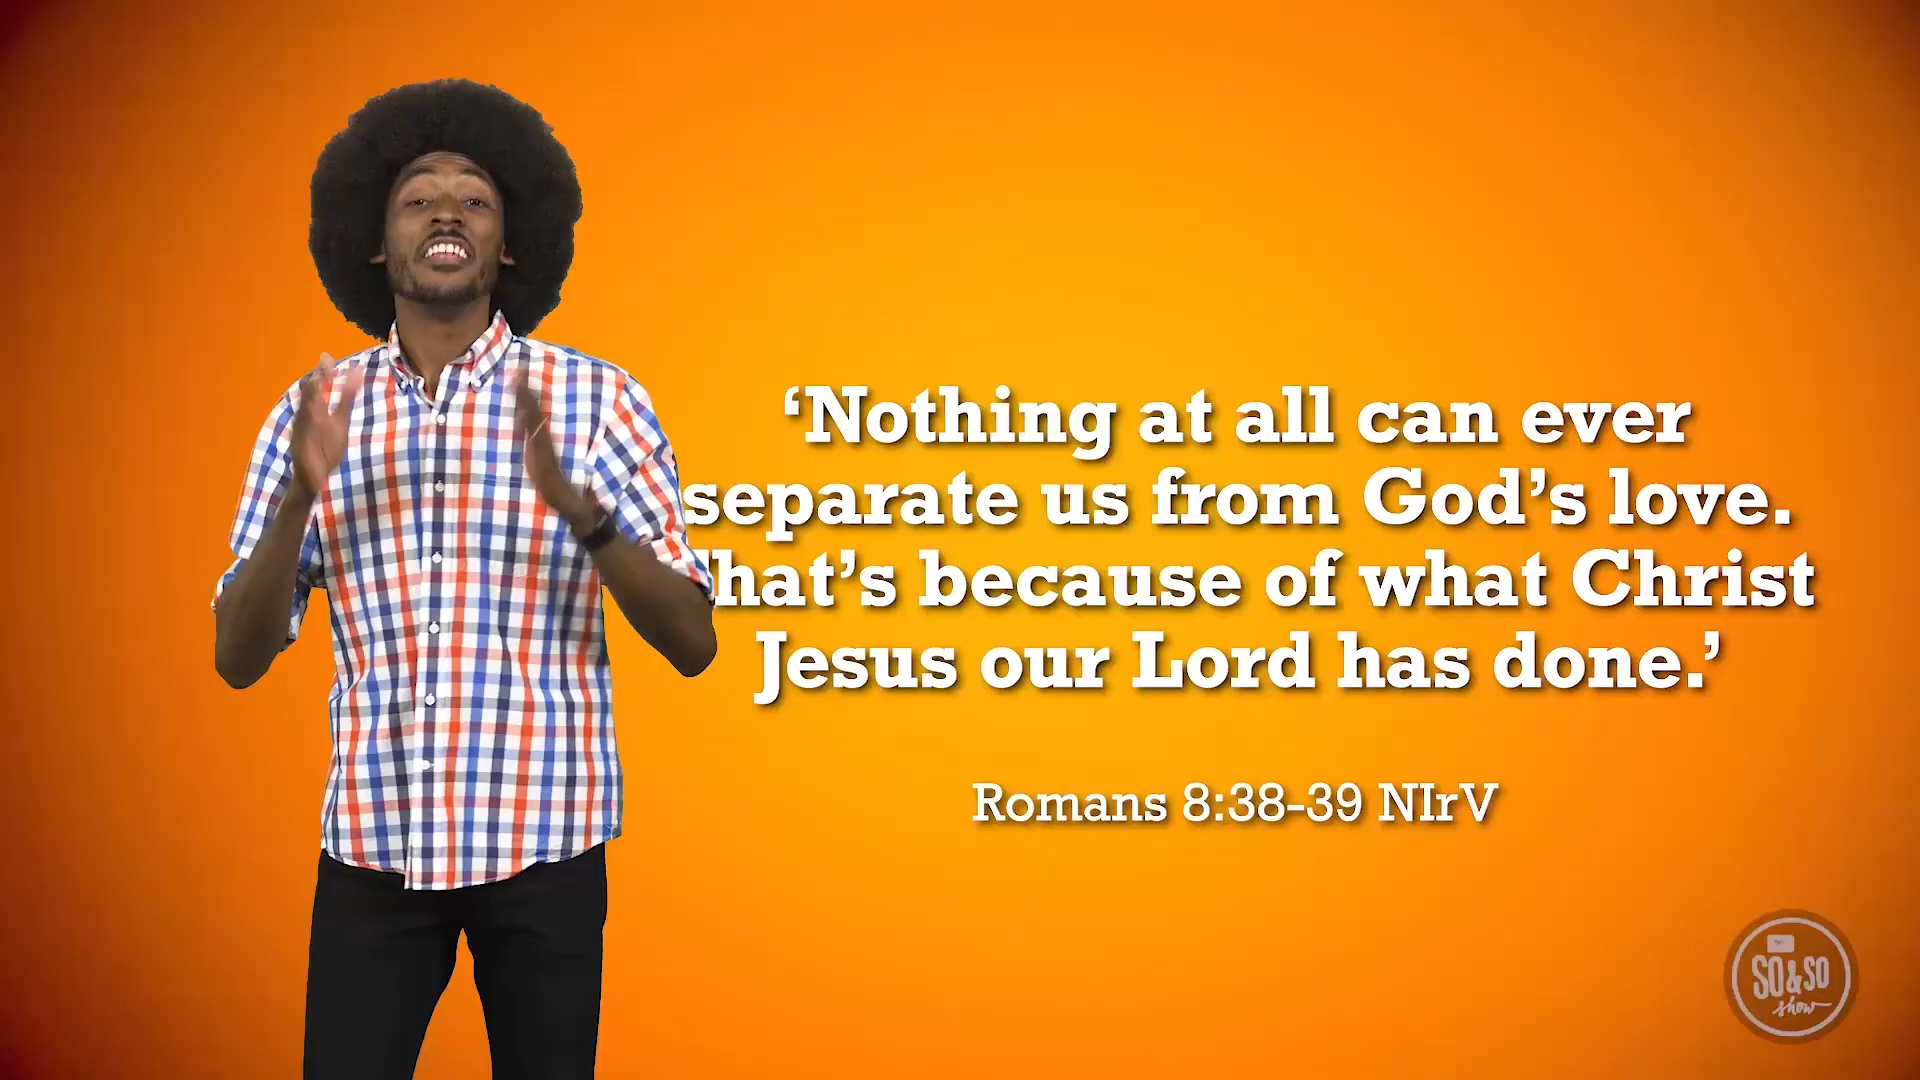 ‘Nothing at all can ever
separate us from God’s love.
hat’s because of what Christ
Jesus our Lord has done.’
Romans 8:38-39 NIrV
SO & SO
show